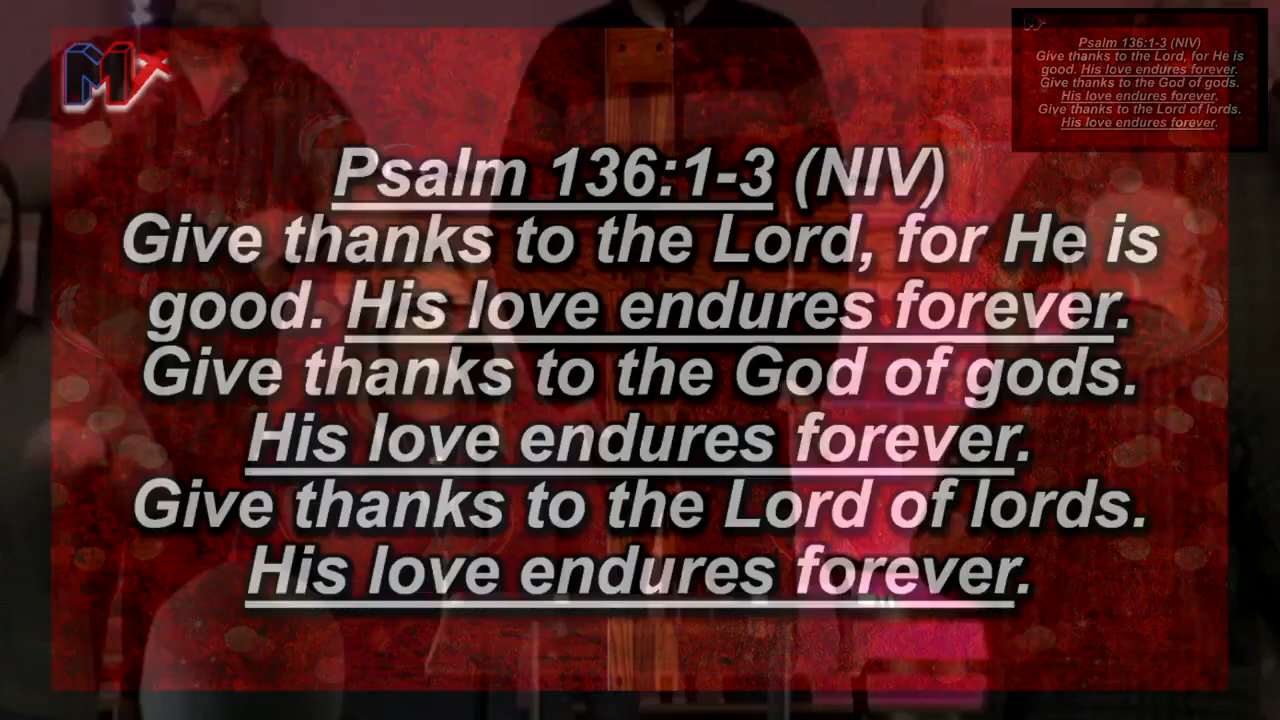 M
Psalm 136:1-3 (NIV)
Give thanks to the Lord, for He is
good. His love endures forever.
Give thanks to the God of gods.
His love endures forever.
Give thanks to the Lord of lords.
His love endures forever.
Psalm 136:1-3 (NIV)
Give thanks to the Lord, for He is
good. His love endures forever.
Give thanks to the God of gods.
His love endures forever.
Give thanks to the Lord of lords.
His love endures forever.